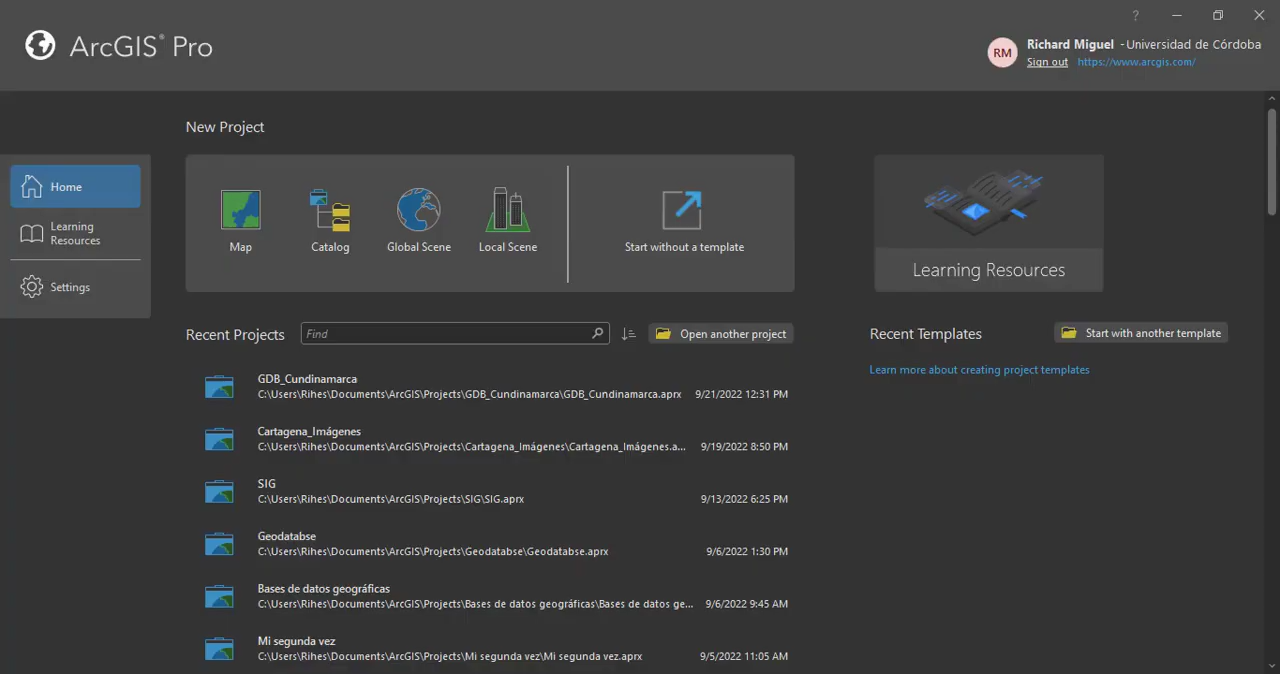 ?
ArcGIS® Pro
RM
Richard Miguel - Universidad de Córdoba
Sign out https://www.arcgis.com/
New Project
Home
Learning
Resources
Settings
Map
Catalog
Global Scene
Local Scene
Start without a template
Learning Resources
Recent Projects
Find
Open another project
Recent Templates
Start with another template
Learn more about creating project templates
GDB_Cundinamarca
C:\Users\Rihes\Documents\ArcGIS\Projects\GDB_Cundinamarca\GDB_Cundinamarca.aprx 9/21/2022 12:31 PM
Cartagena_Imágenes
C:\Users\Rihes\Documents\ArcGIS\Projects\Cartagena_Imágenes\Cartagena_Imágenes.a... 9/19/2022 8:50 PM
SIG
C:\Users\Rihes\Documents\ArcGIS\Projects\SIG\SIG.aprx 9/13/2022 6:25 PM
Geodatabse
C:\Users\Rihes\Documents\ArcGIS\Projects\Geodatabse\Geodatabse.aprx 9/6/2022 1:30 PM
Bases de datos geográficas
C:\Users\Rihes\Documents\ArcGIS\Projects\Bases de datos geográficas\Bases de datos ge... 9/6/2022 9:45 AM
Mi segunda vez
C:\Users\Rihes\Documents\ArcGIS\Projects\Mi segunda vez\Mi segunda vez.aprx 9/5/2022 11:05 AM